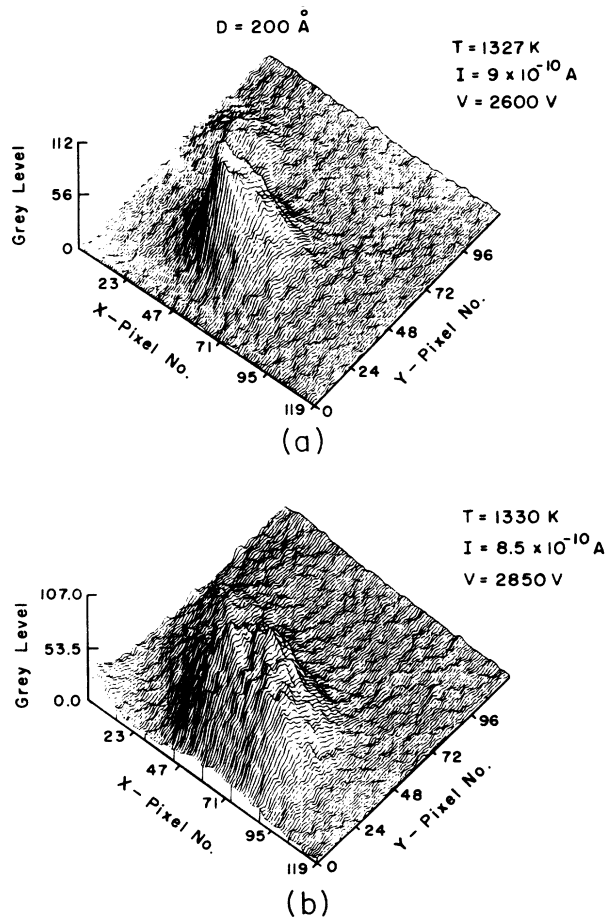 D = 200 Å
T = 1327 K
I = 9 x 10⁻¹⁰ A
V = 2600 V
Grey Level
112
56
0
23
47
71
95
119
X-Pixel No.
0
24
48
72
96
Y-Pixel No.
(a)
T = 1330 K
I = 8.5 x 10⁻¹⁰ A
V = 2850 V
Grey Level
107.0
53.5
0.0
23
47
71
95
119
X-Pixel No.
0
24
48
72
96
Y-Pixel No.
(b)